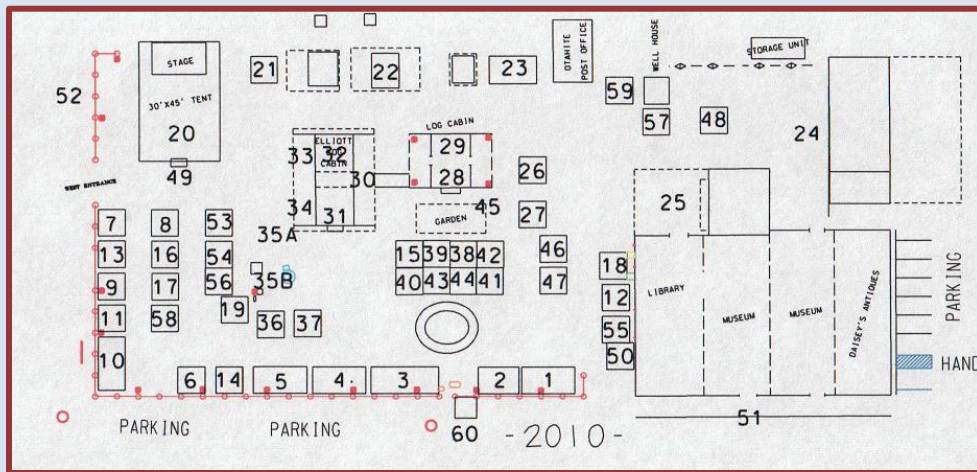 STAGE
30'X45' TENT
20
52
49
WEST ENTRANCE
21
22
23
OTAHITE
POST OFFICE
WELL HOUSE
STORAGE UNIT
59
57
48
24
LOG CABIN
29
28
ELLIOTT
LOG
CABIN
33
32
30
34
31
26
27
45
GARDEN
25
7
8
53
35A
13
16
54
15
39
38
42
46
9
17
56
35B
40
43
44
41
47
11
58
19
36
37
10
6
14
5
4
3
2
1
60
18
12
55
50
LIBRARY
MUSEUM
MUSEUM
DAISEY'S ANTIQUES
PARKING
HAND
51
PARKING
PARKING
-2010-